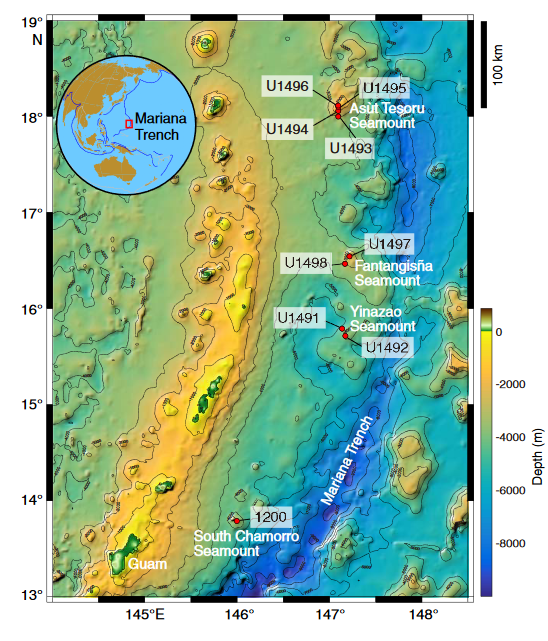 19°
N
18°
17°
16°
15°
14°
13°
145°E
146°
147°
148°
100 km
Mariana
Trench
U1496
U1495
Asùt Tesoru
Seamount
U1494
U1493
U1497
U1498
Fantangisña
Seamount
U1491
Yinazao
Seamount
U1492
Mariana Trench
1200
South Chamorro
Seamount
Guam
0
-2000
-4000
-6000
-8000
Depth (m)